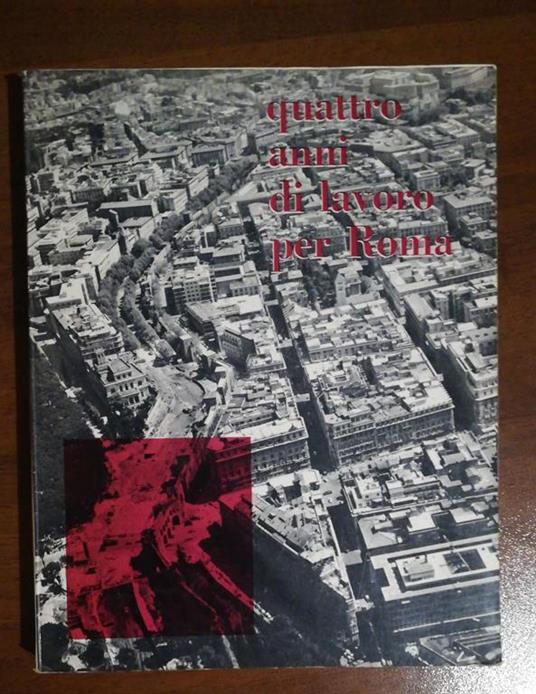 quattro
anni
di lavoro
per Roma